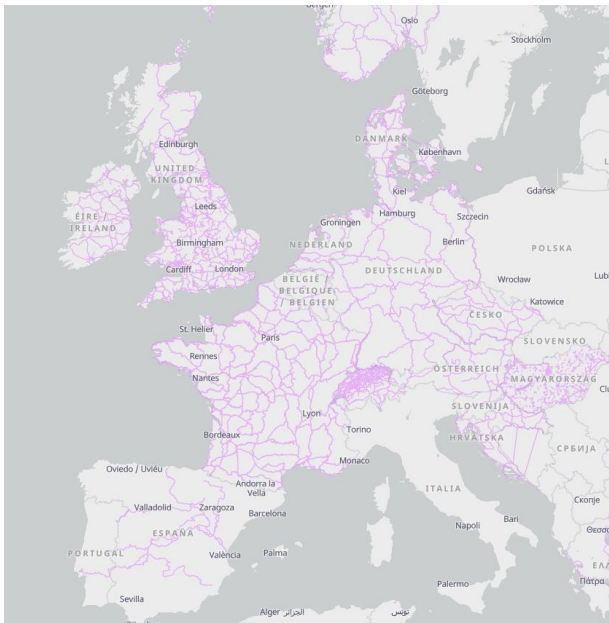 Oslo
Stockholm
Göteborg
DANMARK
Edinburgh
København
UNITED
KINGDOM
Kiel
Gdańsk
Leeds
Hamburg
Szczecin
ÉIRE /
IRELAND
Groningen
Birmingham
NEDERLAND
Berlin
POLSKA
Cardiff
London
DEUTSCHLAND
BELGIË /
BELGIQUE
/ BELGIEN
Wrocław
Katowice
ČESKO
St. Helier
Paris
SLOVENSKO
Rennes
Nantes
ÖSTERREICH
MAGYARORSZÁG
SLOVENIJA
Lyon
Torino
Bordeaux
HRVATSKA
СРБИЈА
Monaco
Oviedo / Uviéu
Andorra la
Vella
ITALIA
Скопје
Valladolid
Zaragoza
Barcelona
Bari
Napoli
ESPAÑA
PORTUGAL
València
Palma
Πάτρα
Palermo
Sevilla
Alger الجزائر
تونس